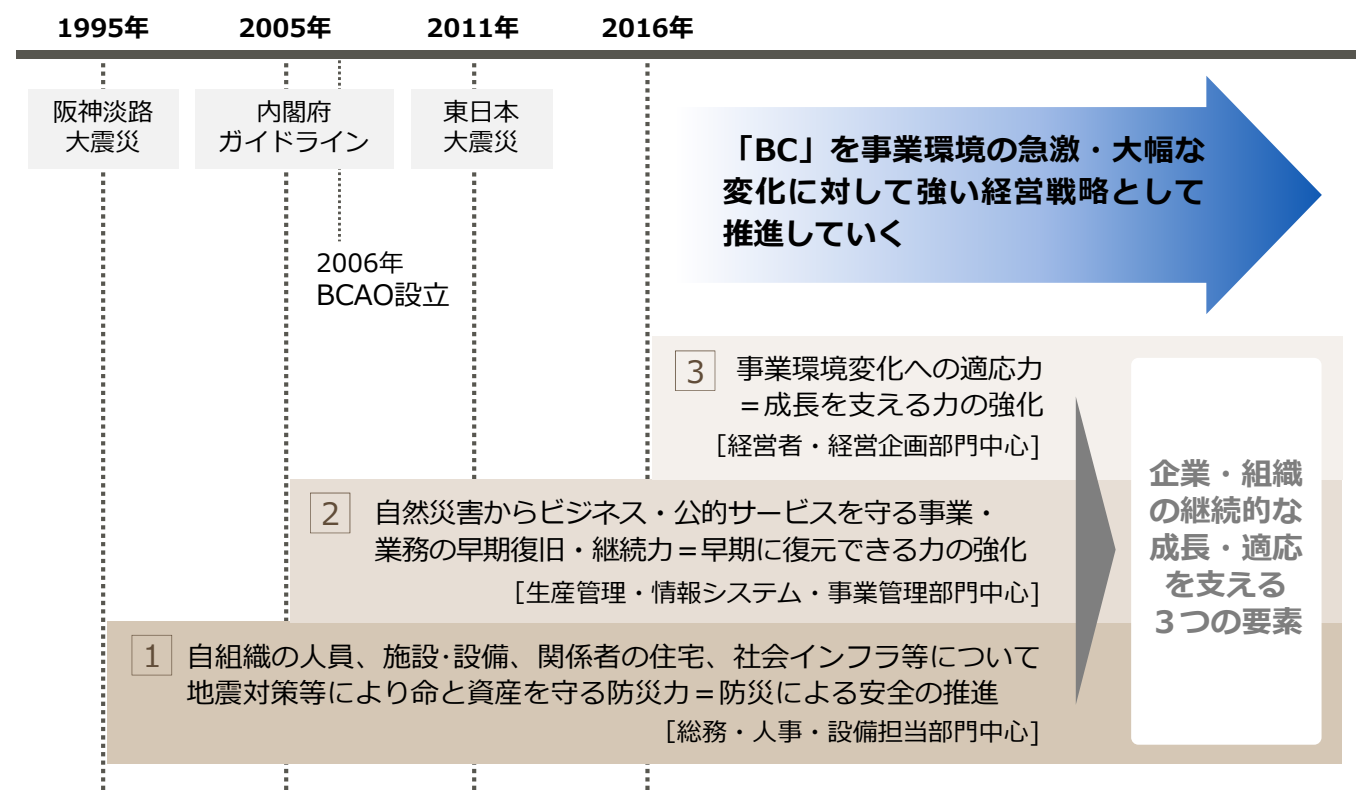 1995年
2005年
2011年
2016年
阪神淡路
大震災
内閣府
ガイドライン
東日本
大震災
2006年
BCAO設立
「BC」を事業環境の急激・大幅な
変化に対して強い経営戦略として
推進していく
3 事業環境変化への適応力
＝成長を支える力の強化
［経営者・経営企画部門中心］
2 自然災害からビジネス・公的サービスを守る事業・
業務の早期復旧・継続力＝早期に復元できる力の強化
［生産管理・情報システム・事業管理部門中心］
1 自組織の人員、施設･設備、関係者の住宅、社会インフラ等について
地震対策等により命と資産を守る防災力＝防災による安全の推進
［総務・人事・設備担当部門中心］
企業・組織
の継続的な
成長・適応
を支える
３つの要素